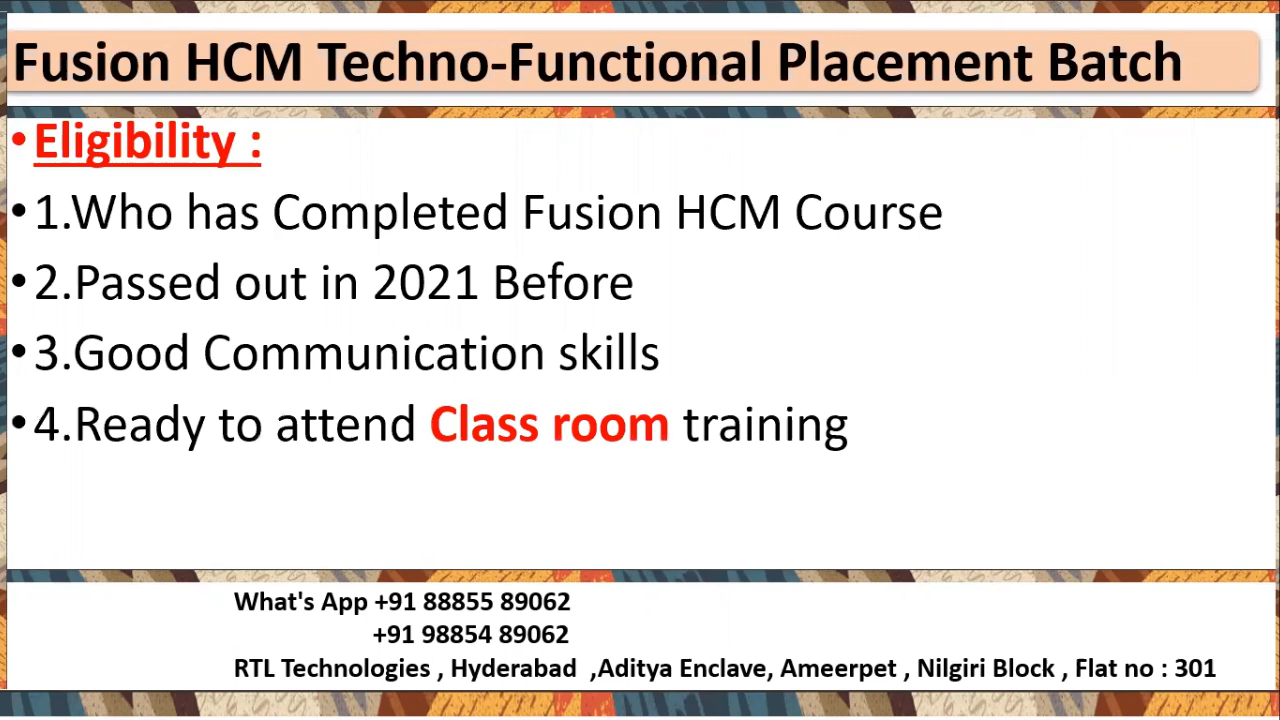 Fusion HCM Techno-Functional Placement Batch
•Eligibility :
•1.Who has Completed Fusion HCM Course
•2.Passed out in 2021 Before
•3.Good Communication skills
•4.Ready to attend Class room training
What's App +91 88855 89062
+91 98854 89062
RTL Technologies , Hyderabad ,Aditya Enclave, Ameerpet , Nilgiri Block , Flat no : 301